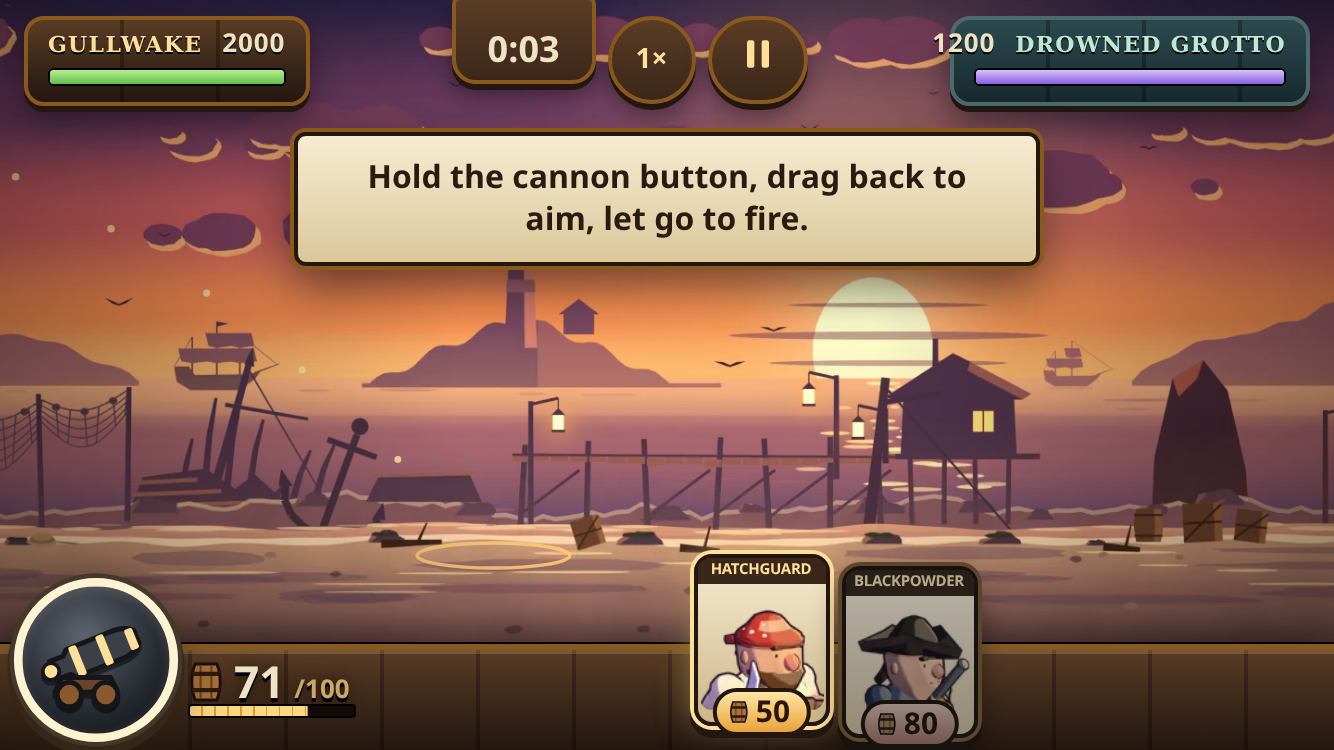 GULLWAKE 2000
0:03
1×
1200 DROWNED GROTTO
Hold the cannon button, drag back to
aim, let go to fire.
HATCHGUARD
BLACKPOWDER
71 /100
50
80